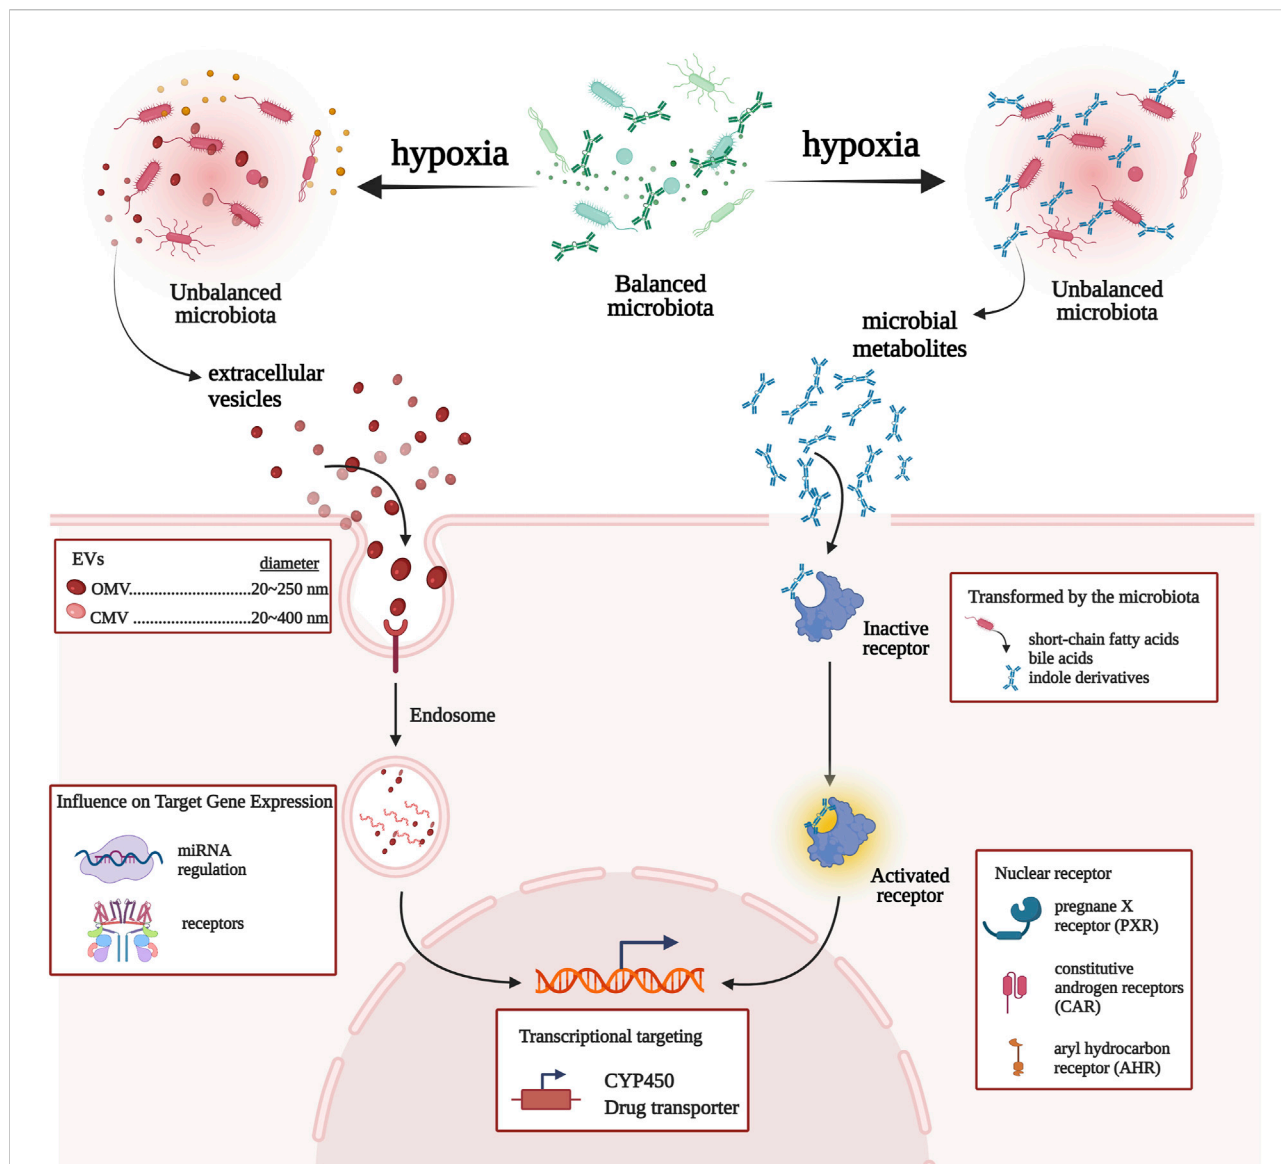 hypoxia
hypoxia
Balanced
microbiota
Unbalanced
microbiota
Unbalanced
microbiota
extracellular
vesicles
microbial
metabolites
EVs
diameter
OMV..............................20~250 nm
CMV .............................20~400 nm
Inactive
receptor
Transformed by the microbiota
short-chain fatty acids
bile acids
indole derivatives
Endosome
Influence on Target Gene Expression
miRNA
regulation
receptors
Activated
receptor
Nuclear receptor
pregnane X
receptor (PXR)
constitutive
androgen receptors
(CAR)
aryl hydrocarbon
receptor (AHR)
Transcriptional targeting
CYP450
Drug transporter